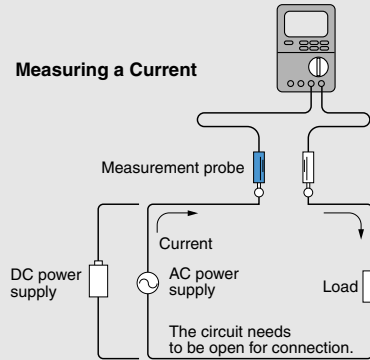 Measuring a Current
Measurement probe
Current
DC power
supply
AC power
supply
Load
The circuit needs
to be open for connection.